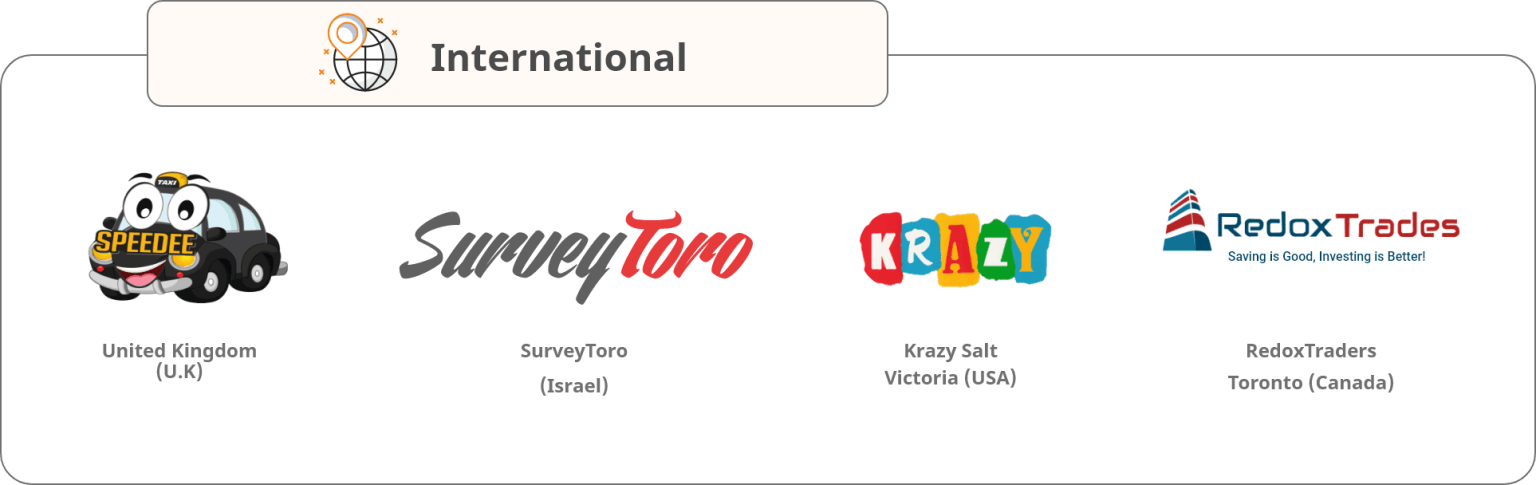 International
TAXI
SPEEDEE
SurveyToro
KRAZY
RedoxTrades
Saving is Good, Investing is Better!
United Kingdom
(U.K)
SurveyToro
(Israel)
Krazy Salt
Victoria (USA)
RedoxTraders
Toronto (Canada)